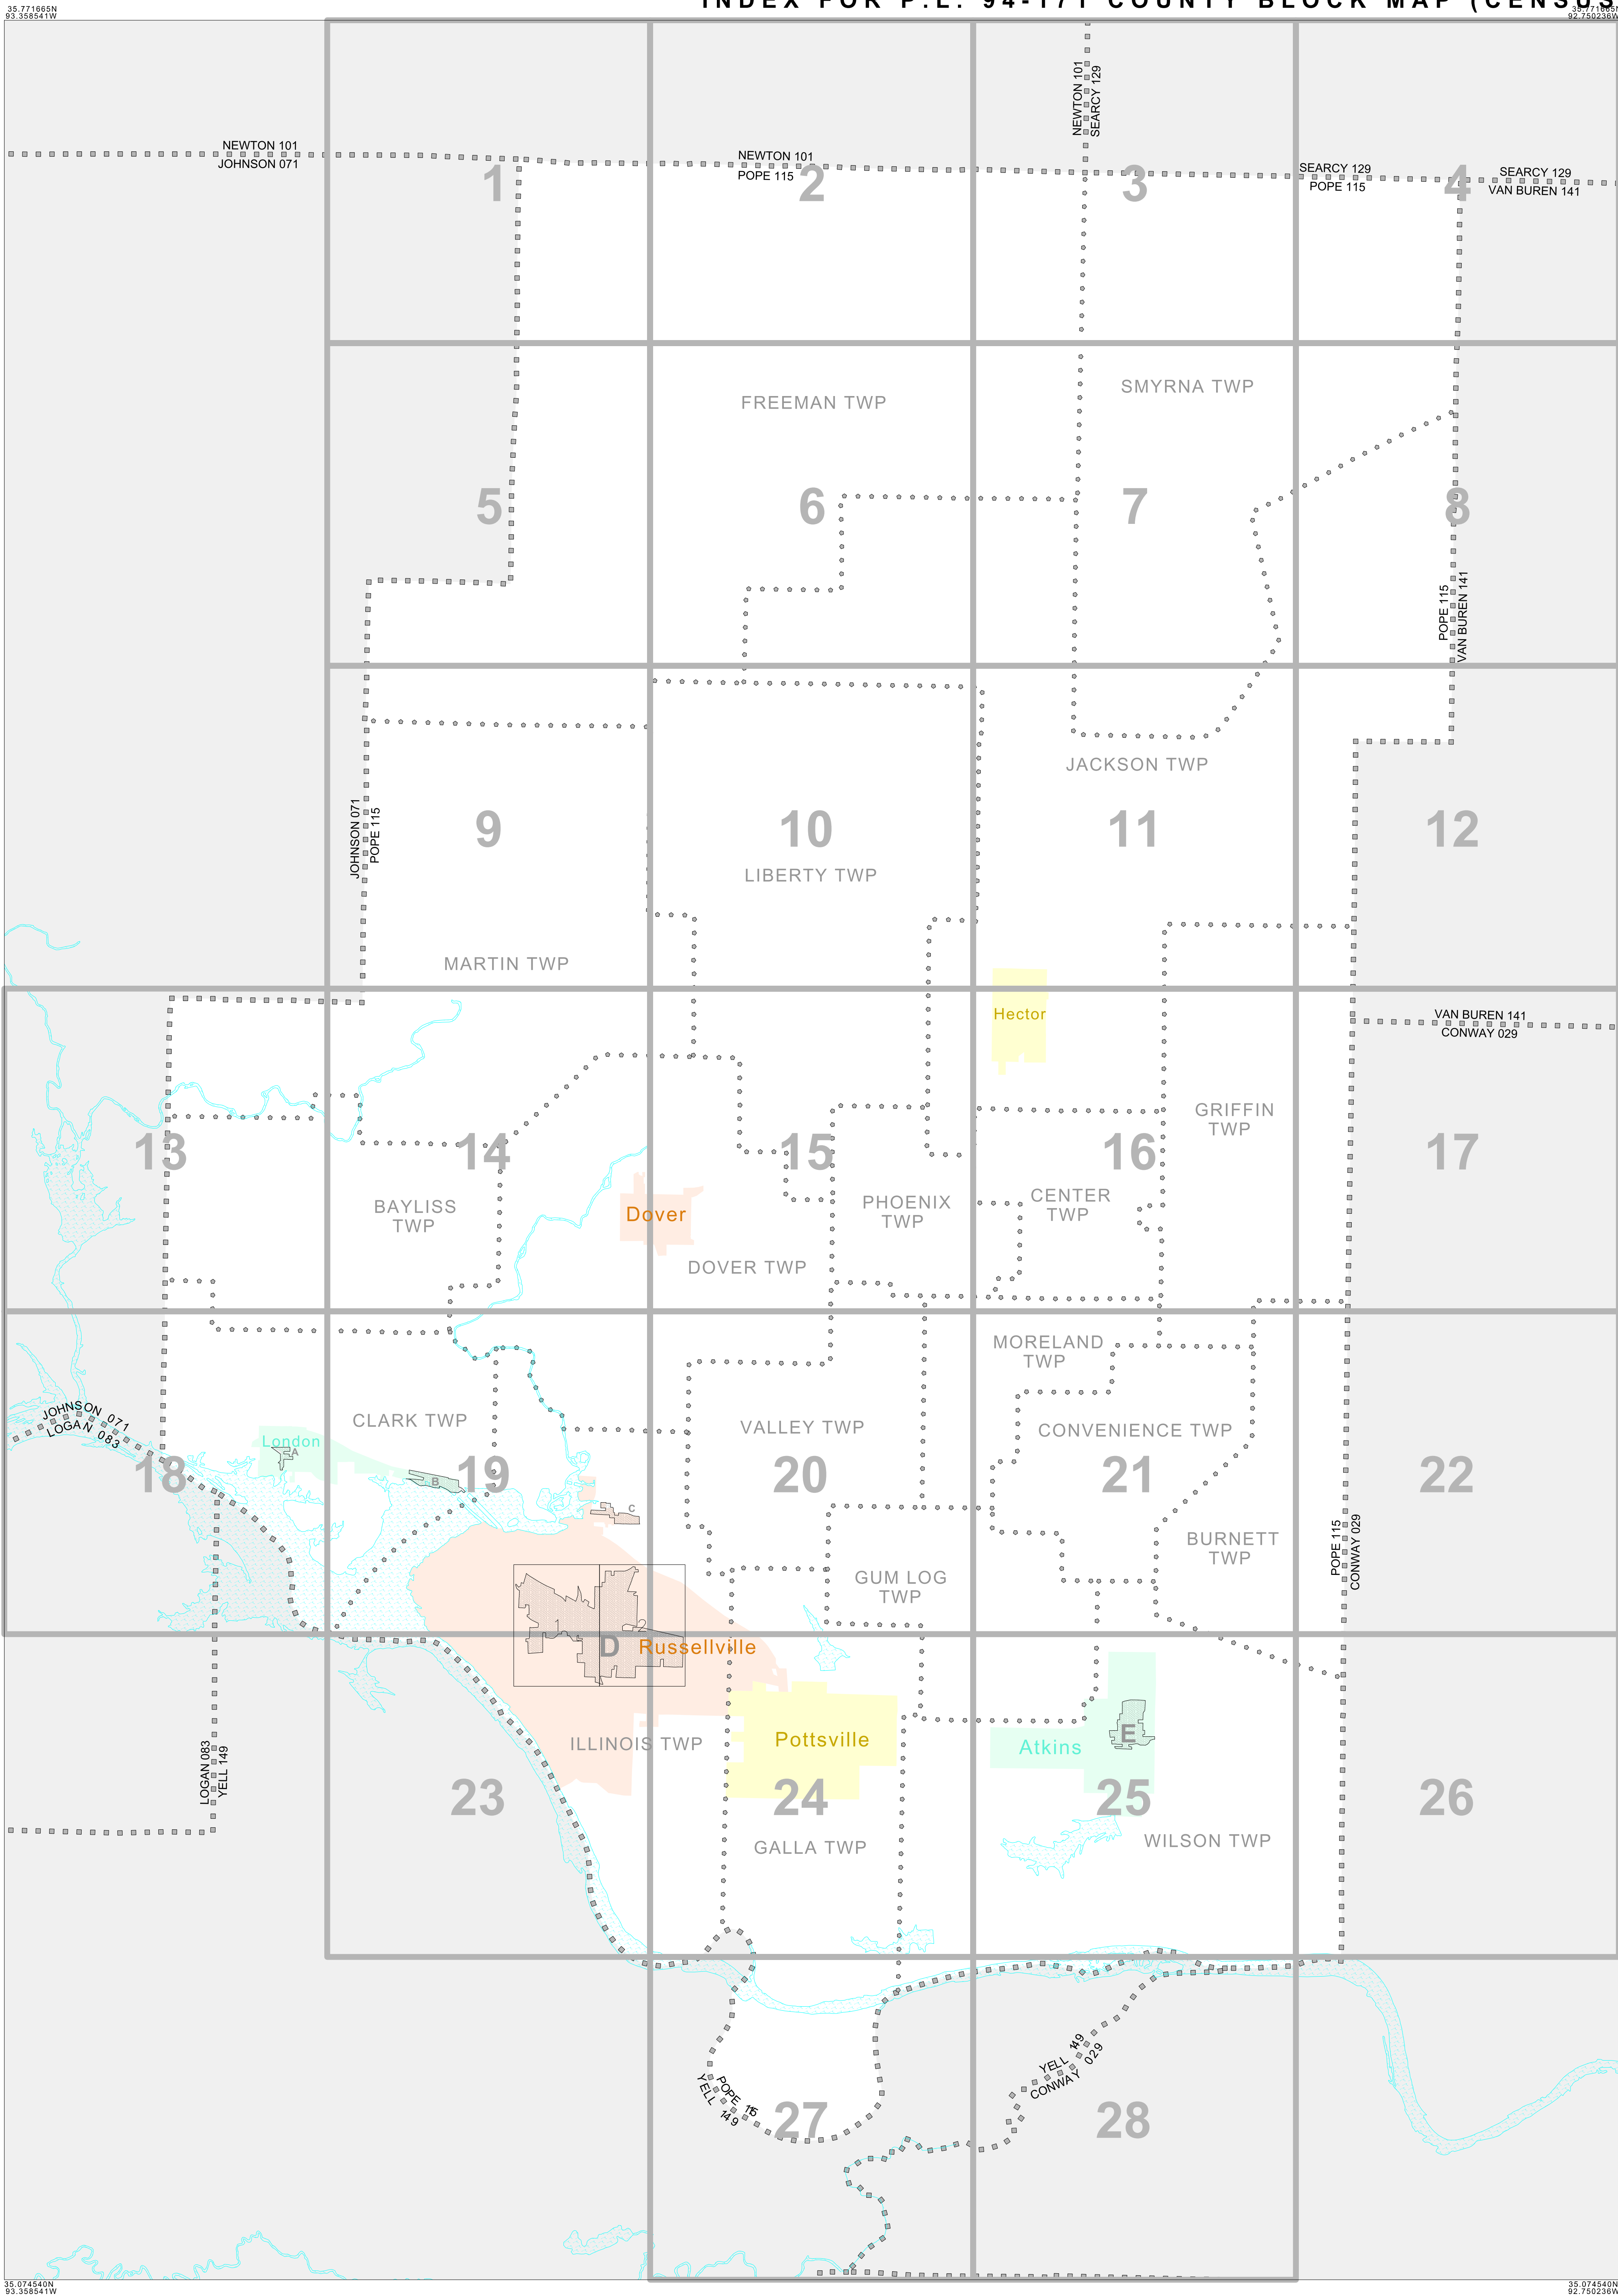 INDEX FOR P.L. 94-171 COUNTY BLOCK MAP (CENSUS
35.771665N
93.358541W
35.771665N
92.750236W
NEWTON 101
SEARCY 129
NEWTON 101
JOHNSON 071
NEWTON 101
POPE 115
SEARCY 129
POPE 115
SEARCY 129
VAN BUREN 141
1
2
3
4
FREEMAN TWP
SMYRNA TWP
5
6
7
8
POPE 115
VAN BUREN 141
JACKSON TWP
JOHNSON 071
POPE 115
9
10
11
12
LIBERTY TWP
MARTIN TWP
Hector
VAN BUREN 141
CONWAY 029
GRIFFIN
TWP
13
14
15
16
17
BAYLISS
TWP
Dover
PHOENIX
TWP
CENTER
TWP
DOVER TWP
MORELAND
TWP
JOHNSON 071
LOGAN 083
CLARK TWP
VALLEY TWP
CONVENIENCE TWP
London
A
B
18
19
20
21
22
C
BURNETT
TWP
POPE 115
CONWAY 029
GUM LOG
TWP
2
D
Russellville
E
ILLINOIS TWP
Pottsville
Atkins
LOGAN 083
YELL 149
23
24
25
26
GALLA TWP
WILSON TWP
YELL 149
CONWAY 029
POPE 115
YELL 149
27
28
35.074540N
93.358541W
35.074540N
92.750236W